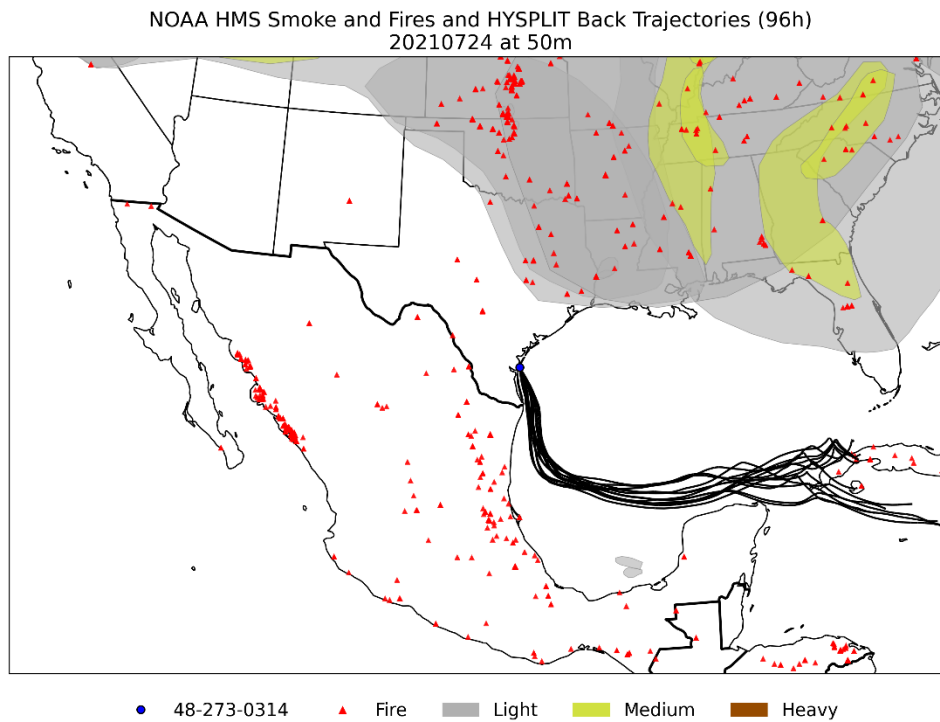 NOAA HMS Smoke and Fires and HYSPLIT Back Trajectories (96h)
20210724 at 50m
48-273-0314 Fire Light Medium Heavy